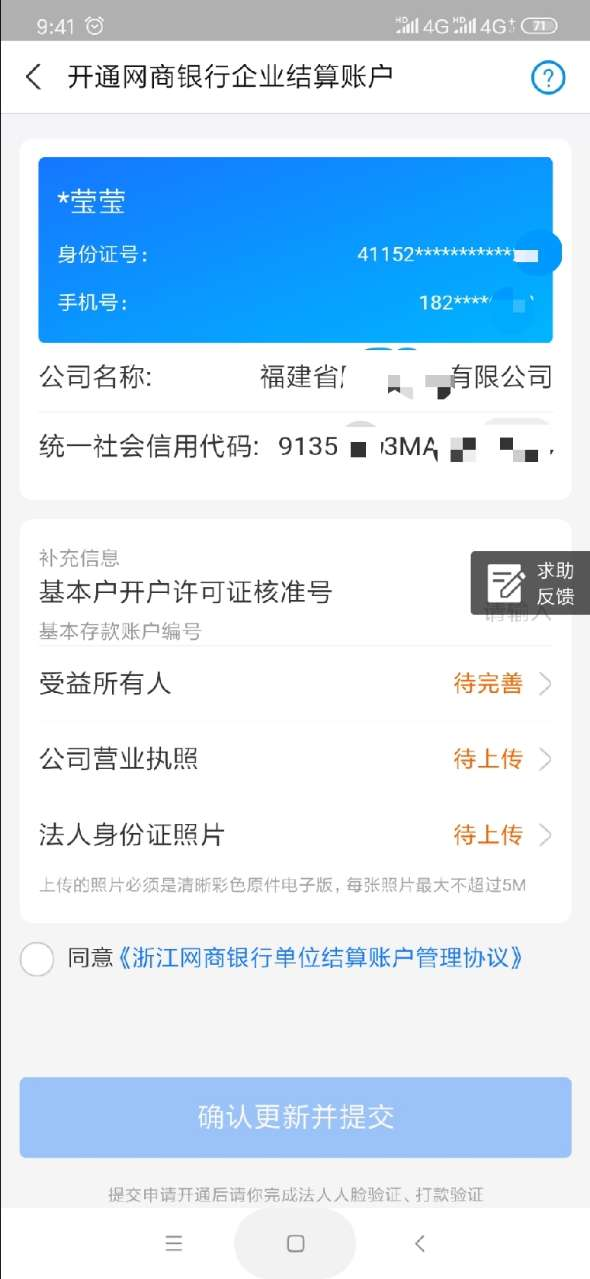 9:41 HD 4G HD 4G+ 71
开通网商银行企业结算账户 ?
*莹莹
身份证号: 41152************
手机号: 182****
公司名称: 福建省 有限公司
统一社会信用代码: 9135 3MA
补充信息
基本户开户许可证核准号
基本存款账户编号
请输入
求助
反馈
受益所有人 待完善
公司营业执照 待上传
法人身份证照片 待上传
上传的照片必须是清晰彩色原件电子版，每张照片最大不超过5M
同意《浙江网商银行单位结算账户管理协议》
确认更新并提交
提交申请开通后请你完成法人人脸验证、打款验证